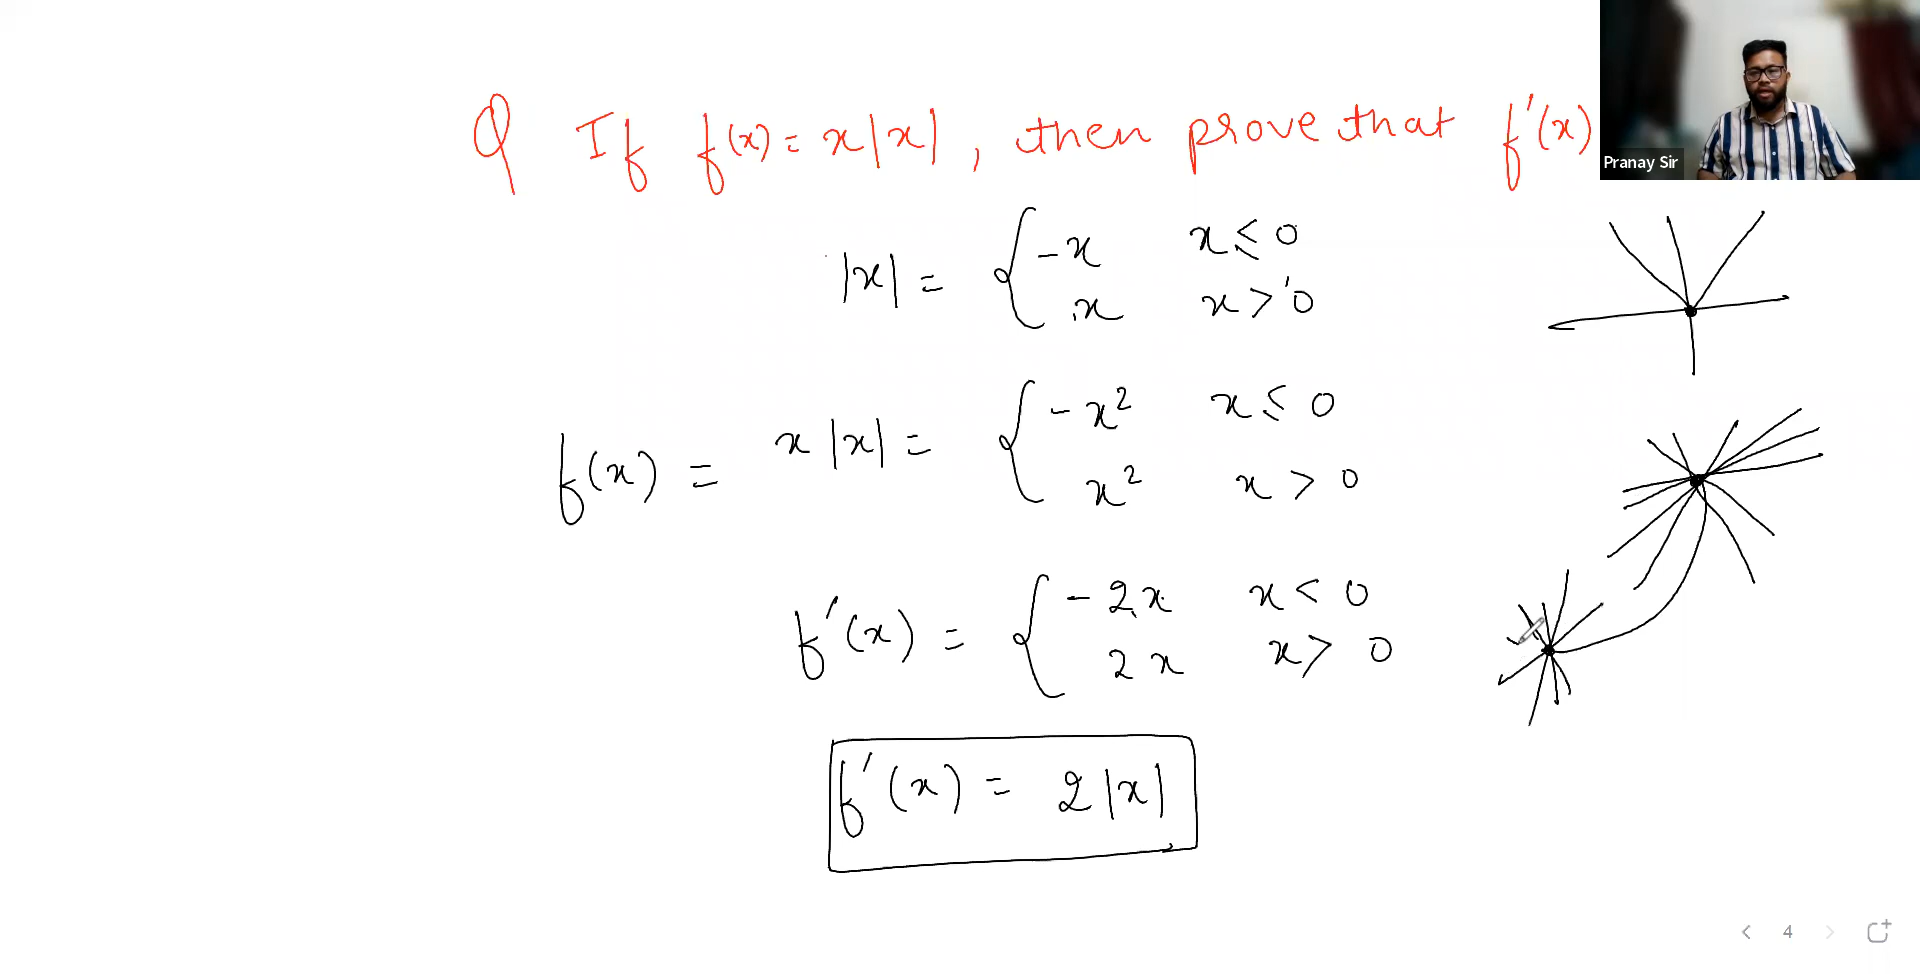 Q If f(x) = x|x|, then prove that f'(x)
Pranay Sir
|x| = { -x x ≤ 0
x x > 0
f(x) = x|x| = { -x² x ≤ 0
x² x > 0
f'(x) = { -2x x < 0
2x x > 0
f'(x) = 2|x|
4